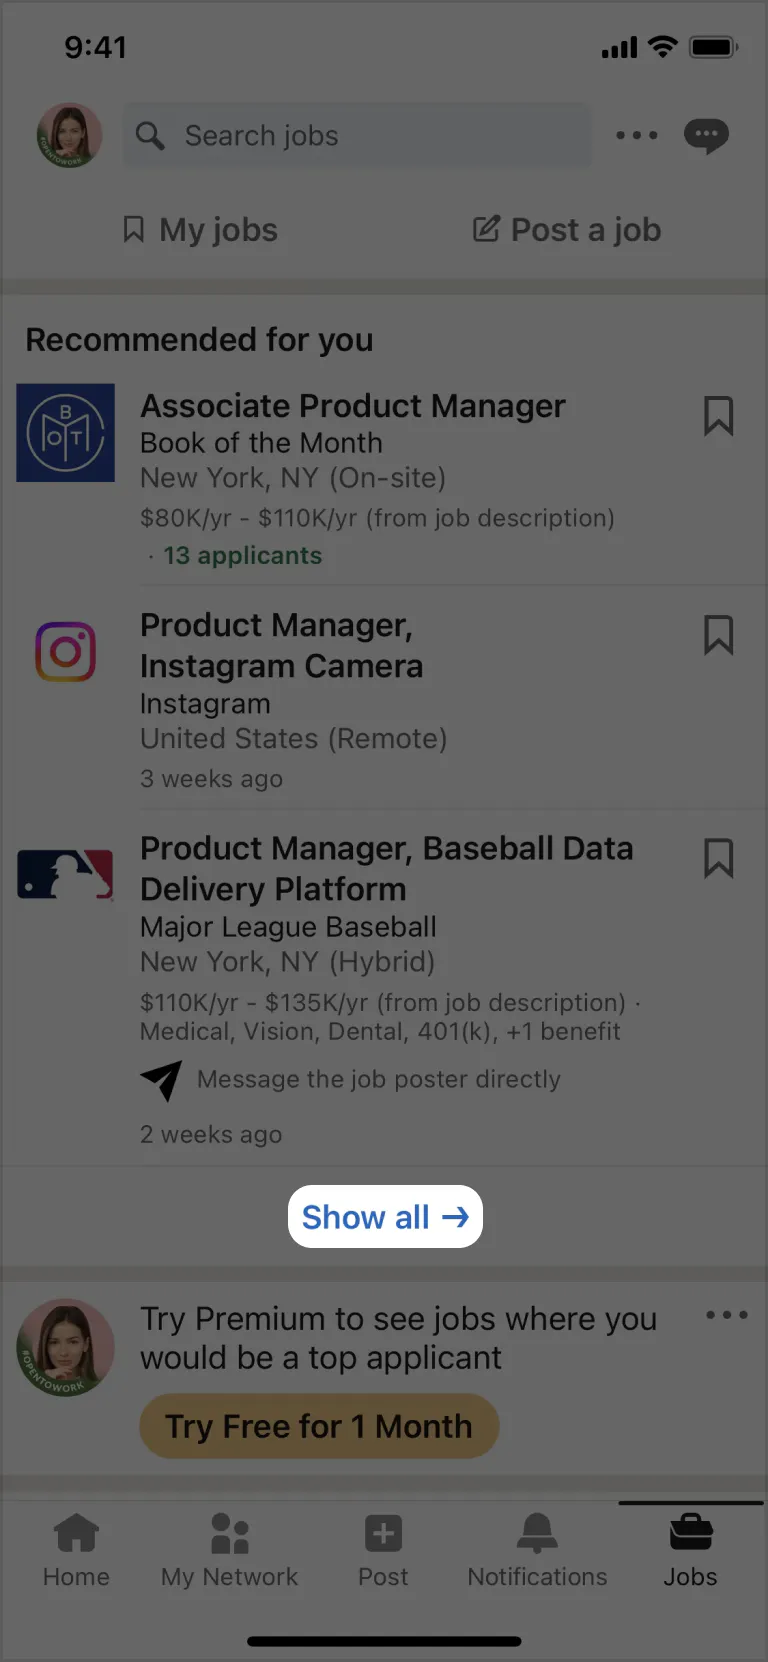 9:41
Search jobs
My jobs
Post a job
Recommended for you
BOTM
Associate Product Manager
Book of the Month
New York, NY (On-site)
$80K/yr - $110K/yr (from job description)
· 13 applicants
Product Manager,
Instagram Camera
Instagram
United States (Remote)
3 weeks ago
Product Manager, Baseball Data
Delivery Platform
Major League Baseball
New York, NY (Hybrid)
$110K/yr - $135K/yr (from job description) ·
Medical, Vision, Dental, 401(k), +1 benefit
Message the job poster directly
2 weeks ago
Show all →
#OPENTOWORK
Try Premium to see jobs where you
would be a top applicant
Try Free for 1 Month
Home
My Network
Post
Notifications
Jobs